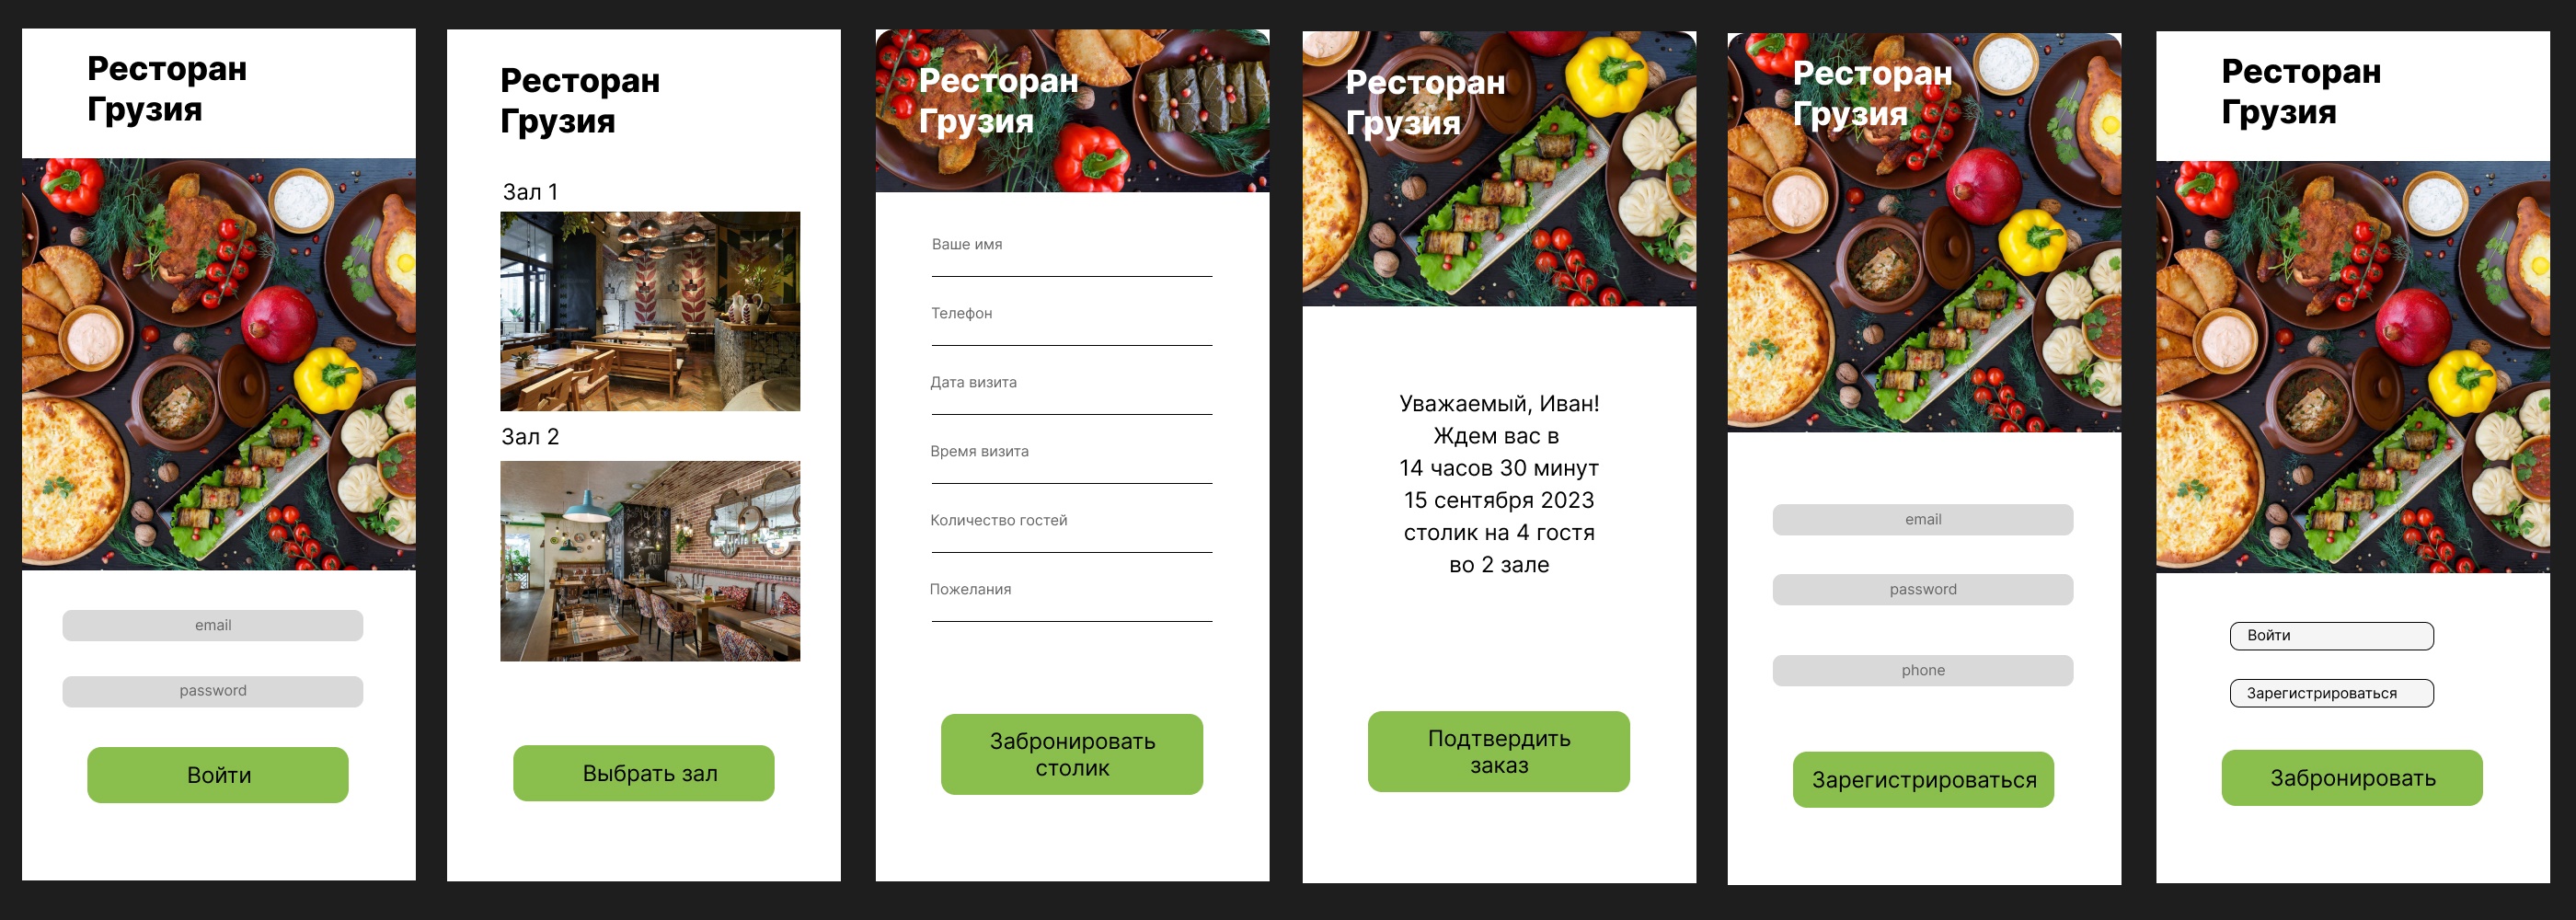 Ресторан
Грузия
email
password
Войти
Ресторан
Грузия
Зал 1
Зал 2
Выбрать зал
Ресторан
Грузия
Ваше имя
Телефон
Дата визита
Время визита
Количество гостей
Пожелания
Забронировать
столик
Ресторан
Грузия
Уважаемый, Иван!
Ждем вас в
14 часов 30 минут
15 сентября 2023
столик на 4 гостя
во 2 зале
Подтвердить
заказ
Ресторан
Грузия
email
password
phone
Зарегистрироваться
Ресторан
Грузия
Войти
Зарегистрироваться
Забронировать